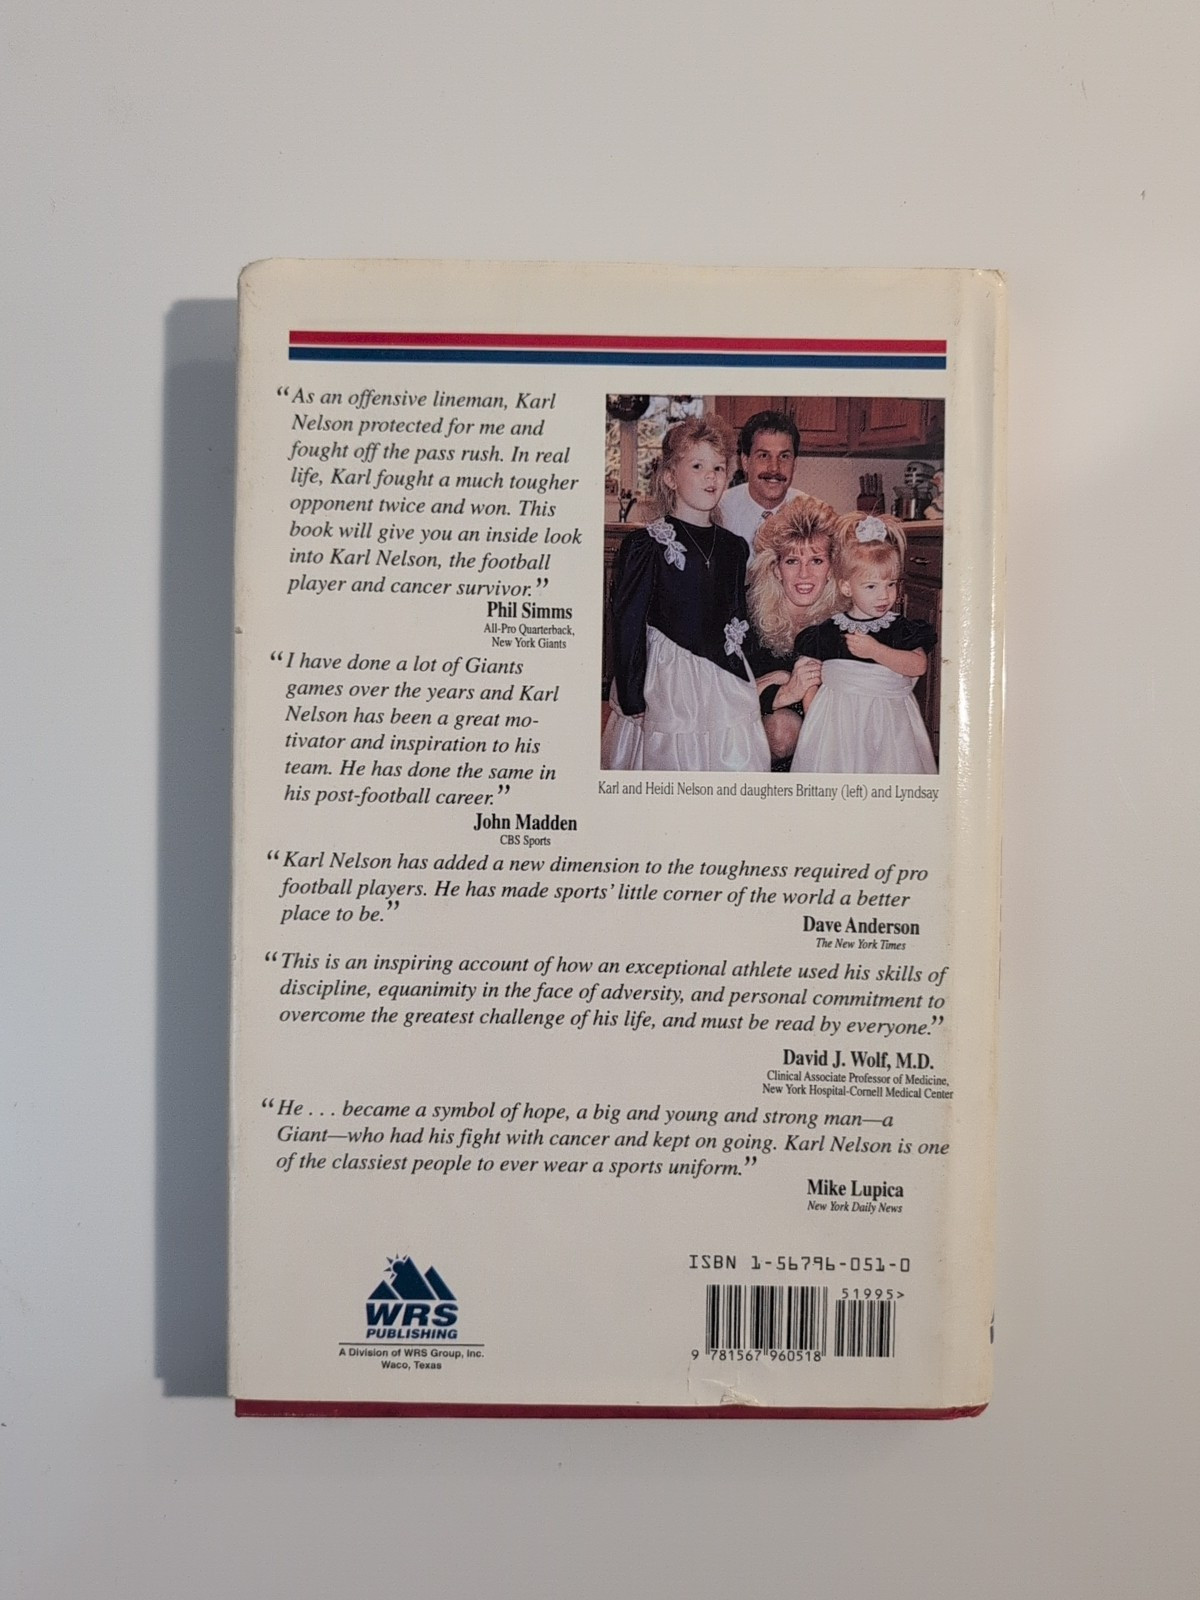 “As an offensive lineman, Karl
Nelson protected for me and
fought off the pass rush. In real
life, Karl fought a much tougher
opponent twice and won. This
book will give you an inside look
into Karl Nelson, the football
player and cancer survivor.”
Phil Simms
All-Pro Quarterback,
New York Giants
“I have done a lot of Giants
games over the years and Karl
Nelson has been a great mo-
tivator and inspiration to his
team. He has done the same in
his post-football career.”
John Madden
CBS Sports
Karl and Heidi Nelson and daughters Brittany (left) and Lyndsay.
“Karl Nelson has added a new dimension to the toughness required of pro
football players. He has made sports’ little corner of the world a better
place to be.”
Dave Anderson
The New York Times
“This is an inspiring account of how an exceptional athlete used his skills of
discipline, equanimity in the face of adversity, and personal commitment to
overcome the greatest challenge of his life, and must be read by everyone.”
David J. Wolf, M.D.
Clinical Associate Professor of Medicine,
New York Hospital-Cornell Medical Center
“He . . . became a symbol of hope, a big and young and strong man—a
Giant—who had his fight with cancer and kept on going. Karl Nelson is one
of the classiest people to ever wear a sports uniform.”
Mike Lupica
New York Daily News
WRS
PUBLISHING
A Division of WRS Group, Inc.
Waco, Texas
ISBN 1-56796-051-0
51995>
9 781567 960518